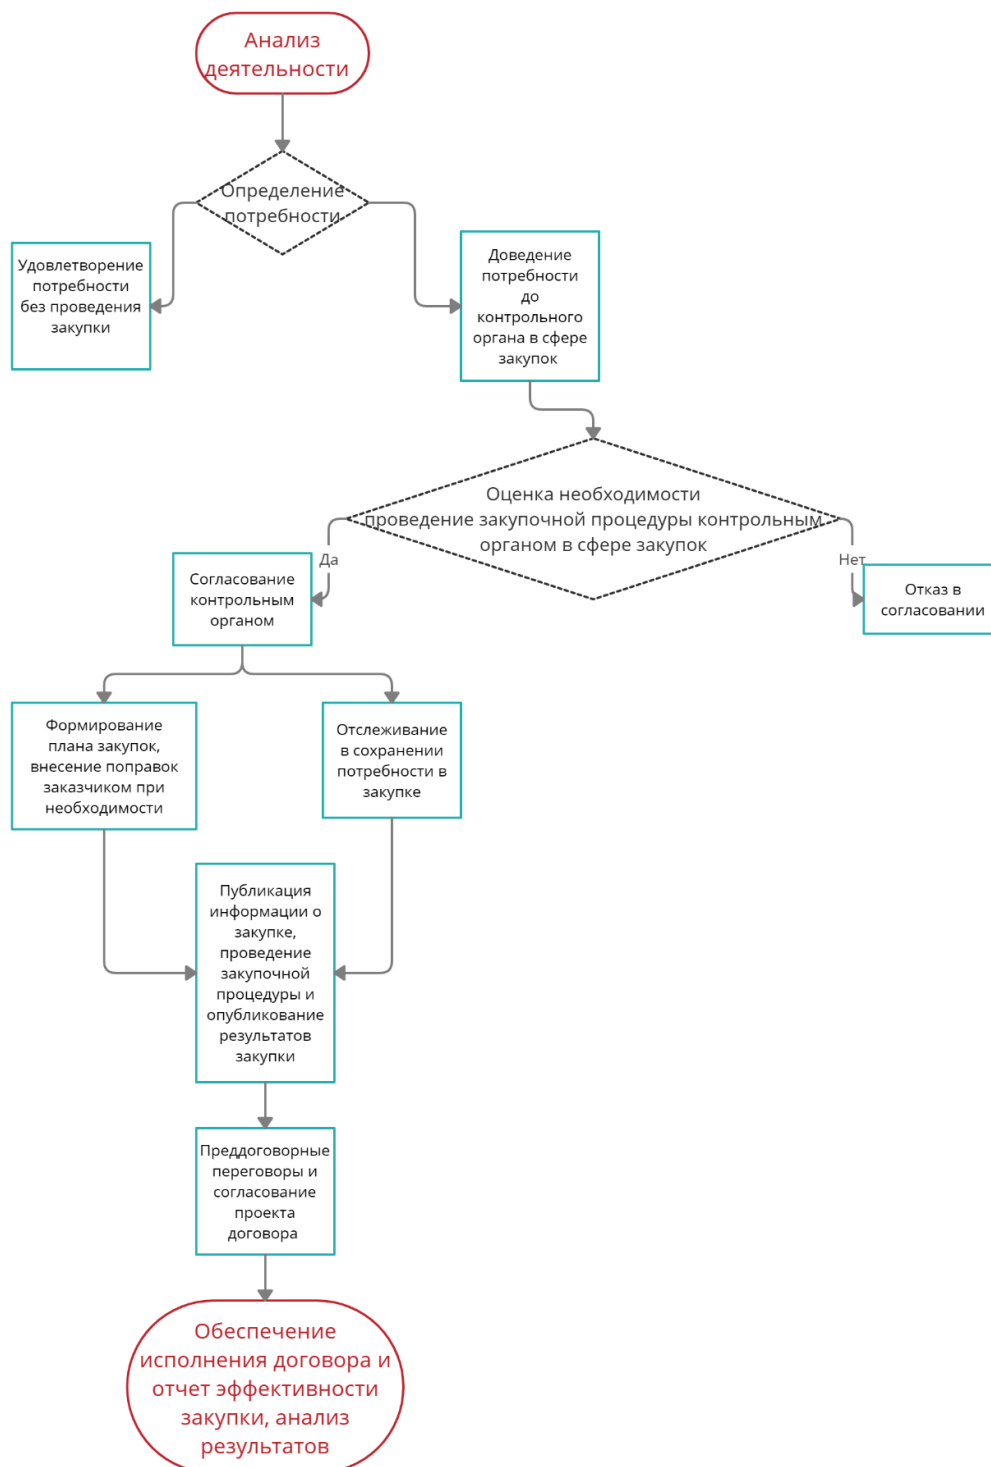 Анализ
деятельности
Определение
потребности
Удовлетворение
потребности
без проведения
закупки
Доведение
потребности
до
контрольного
органа в сфере
закупок
Оценка необходимости
проведение закупочной процедуры контрольным
органом в сфере закупок
Да
Нет
Согласование
контрольным
органом
Отказ в
согласовании
Формирование
плана закупок,
внесение поправок
заказчиком при
необходимости
Отслеживание
в сохранении
потребности в
закупке
Публикация
информации о
закупке,
проведение
закупочной
процедуры и
опубликование
результатов
закупки
Преддоговорные
переговоры и
согласование
проекта
договора
Обеспечение
исполнения договора и
отчет эффективности
закупки, анализ
результатов